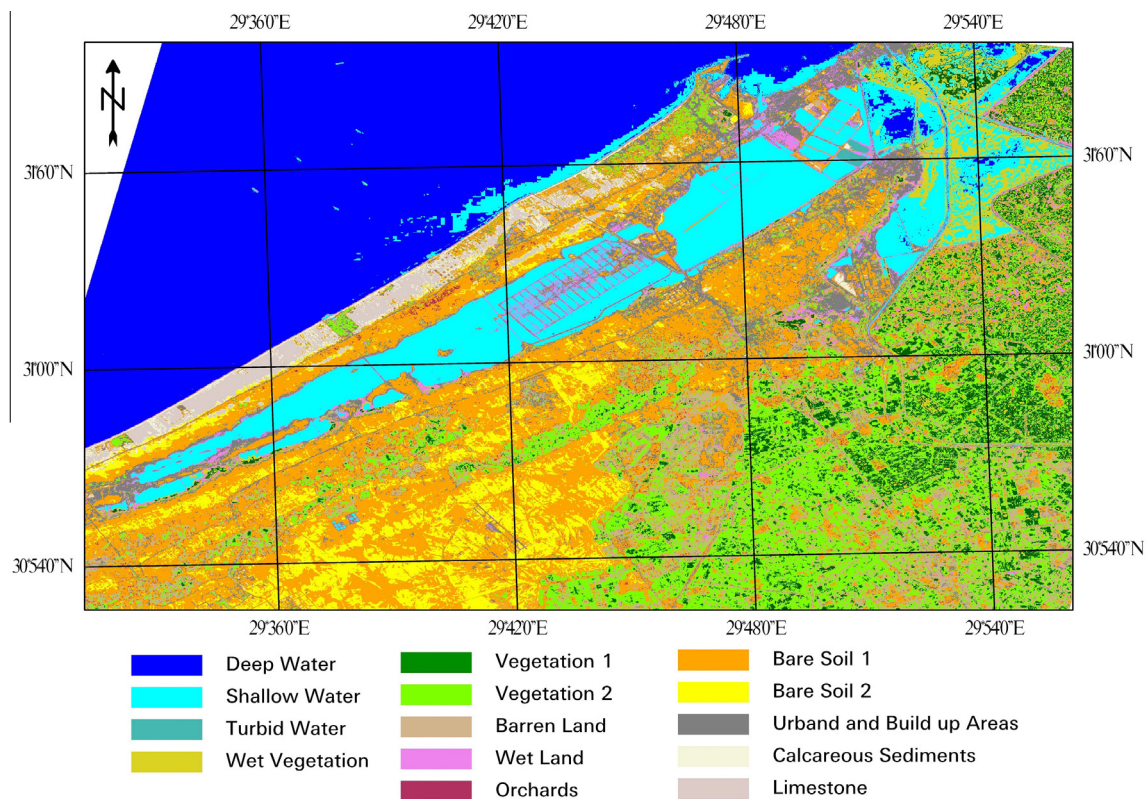 29°36'0"E 29°42'0"E 29°48'0"E 29°54'0"E
N
31°6'0"N 31°6'0"N
31°0'0"N 31°0'0"N
30°54'0"N 30°54'0"N
29°36'0"E 29°42'0"E 29°48'0"E 29°54'0"E
Deep Water
Shallow Water
Turbid Water
Wet Vegetation
Vegetation 1
Vegetation 2
Barren Land
Wet Land
Orchards
Bare Soil 1
Bare Soil 2
Urband and Build up Areas
Calcareous Sediments
Limestone